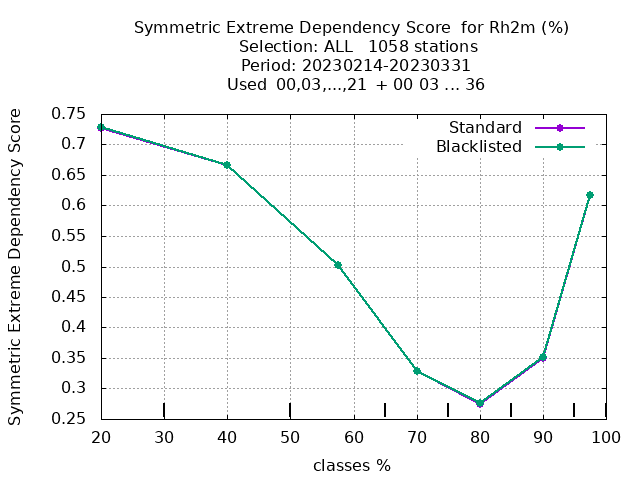 Symmetric Extreme Dependency Score  for Rh2m (%)
Selection: ALL   1058 stations
Period: 20230214-20230331
Used  00,03,...,21  + 00 03 ... 36
Symmetric Extreme Dependency Score
0.75
0.7
0.65
0.6
0.55
0.5
0.45
0.4
0.35
0.3
0.25
Standard
Blacklisted
20 30 40 50 60 70 80 90 100
classes %